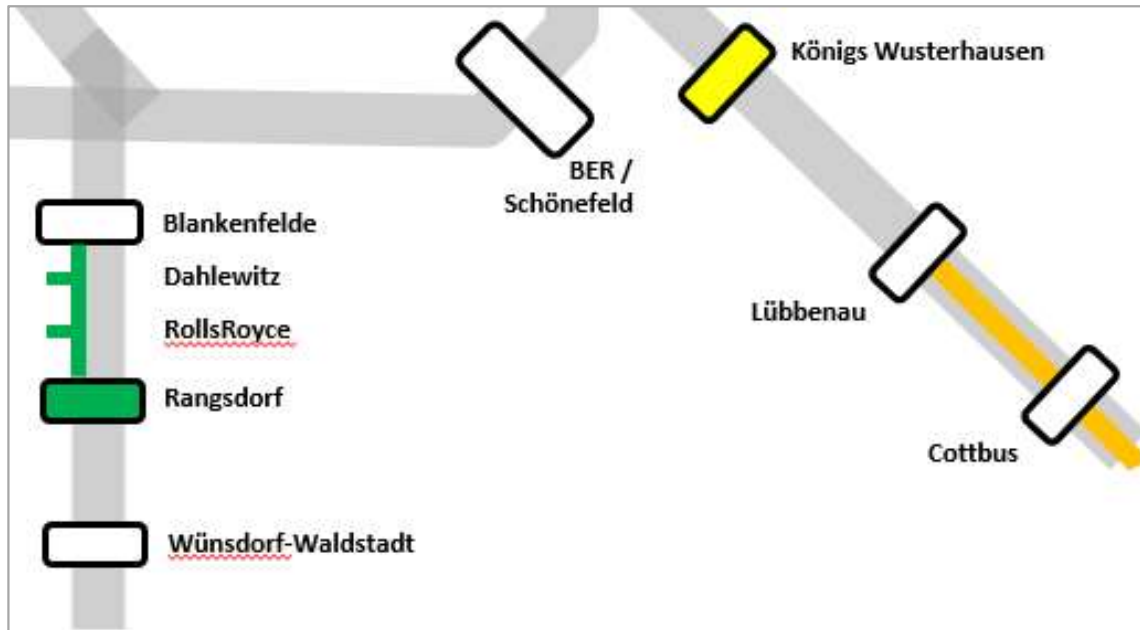 Königs Wusterhausen
BER /
Schönefeld
Blankenfelde
Dahlewitz
RollsRoyce
Lübbenau
Rangsdorf
Cottbus
Wünsdorf-Waldstadt